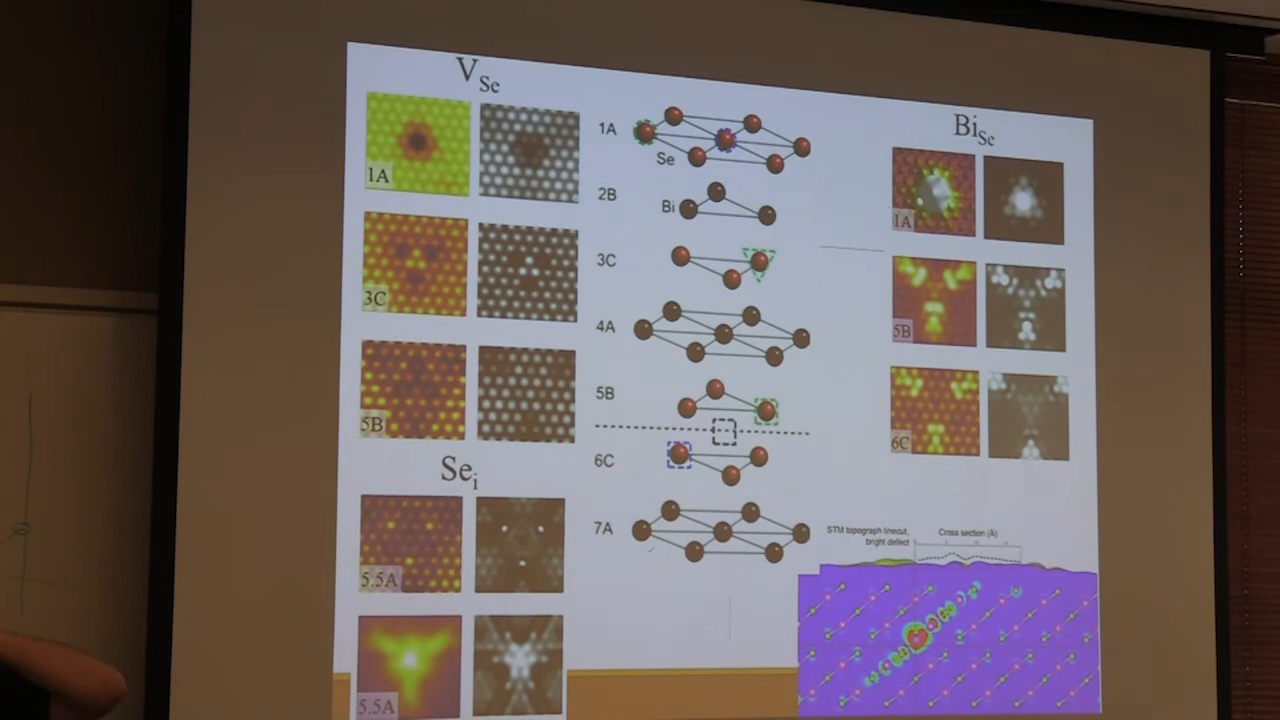 V_Se
1A
3C
5B
Se_i
5.5A
5.5A
1A
Se
2B
Bi
3C
4A
5B
6C
7A
Bi_Se
1A
5B
6C
STM topograph linecut,
bright defect
Cross section (Å)